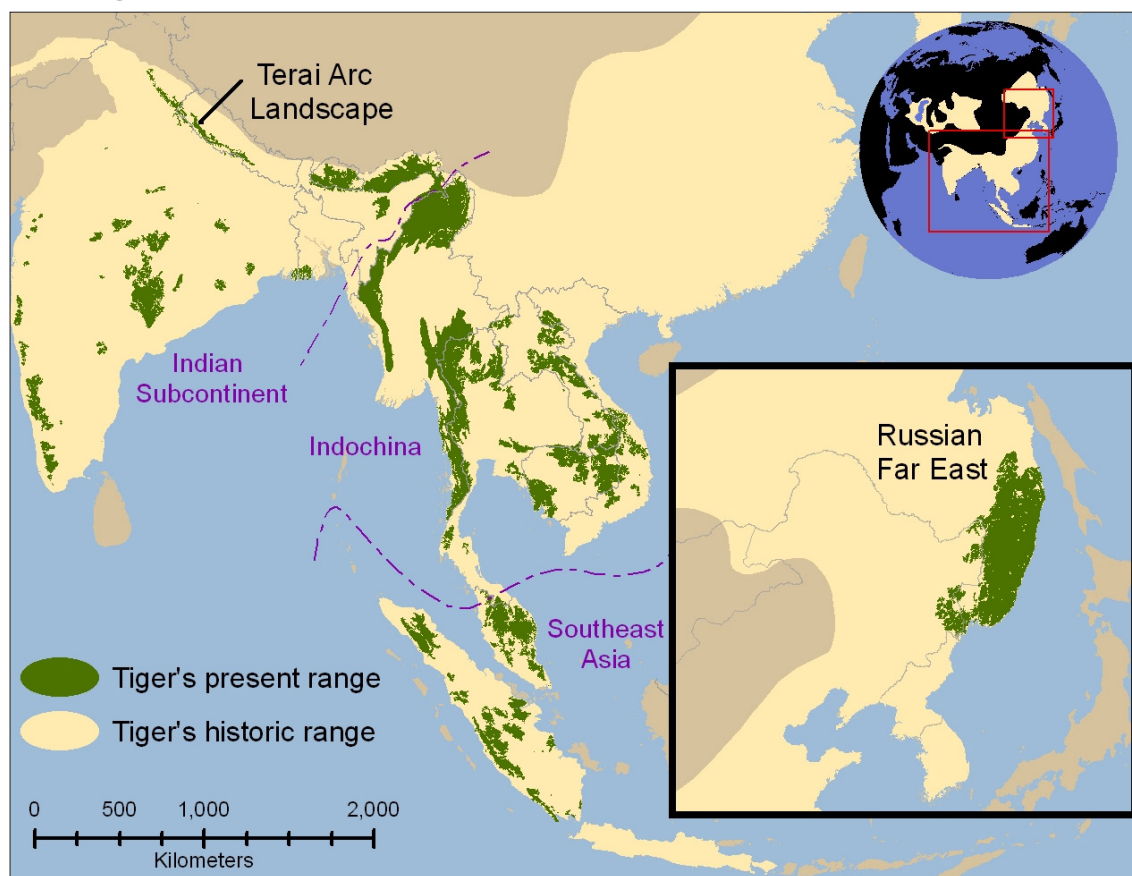 Terai Arc
Landscape
Indian
Subcontinent
Indochina
Russian
Far East
Southeast
Asia
Tiger's present range
Tiger's historic range
0 500 1,000 2,000
Kilometers